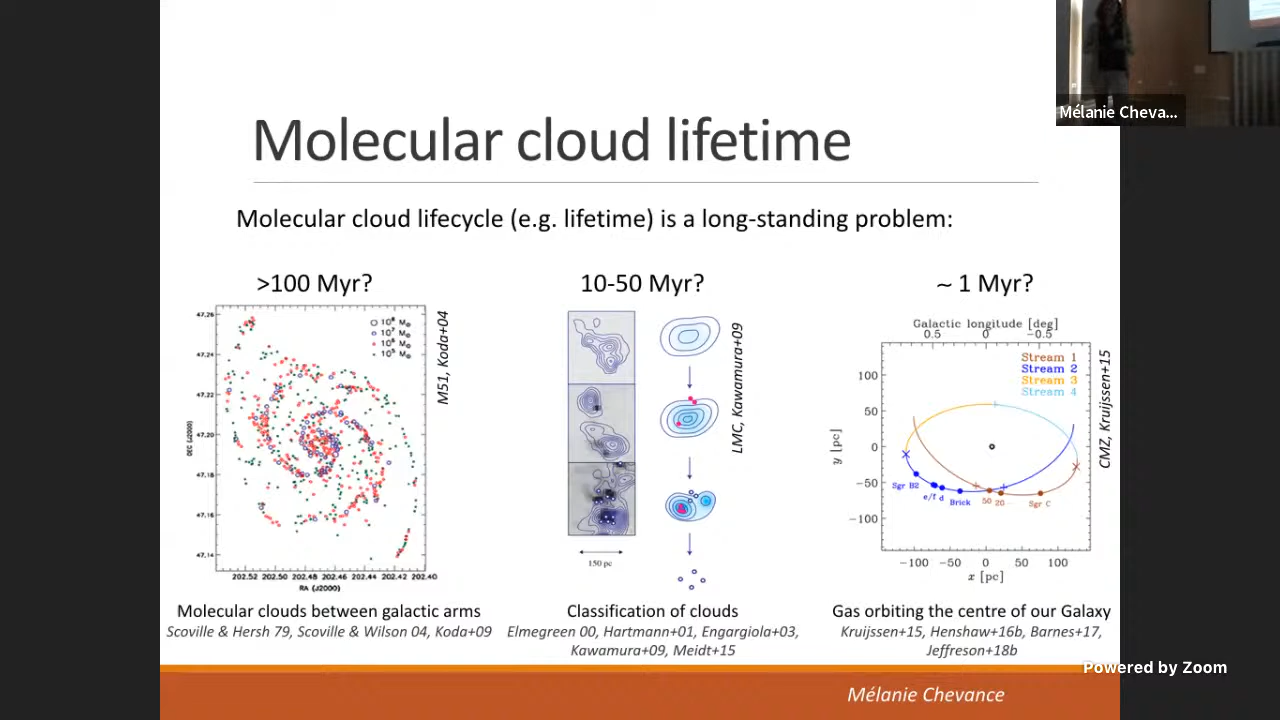 Mélanie Cheva...
Molecular cloud lifetime
Molecular cloud lifecycle (e.g. lifetime) is a long-standing problem:
>100 Myr?
47.26
47.24
47.22
47.20
47.18
47.16
47.14
DEC (J2000)
10⁸ M⊙
10⁷ M⊙
10⁶ M⊙
10⁵ M⊙
202.52 202.50 202.48 202.46 202.44 202.42 202.40
RA (J2000)
M51, Koda+04
Molecular clouds between galactic arms
Scoville & Hersh 79, Scoville & Wilson 04, Koda+09
10-50 Myr?
150 pc
LMC, Kawamura+09
Classification of clouds
Elmegreen 00, Hartmann+01, Engargiola+03,
Kawamura+09, Meidt+15
~ 1 Myr?
Galactic longitude [deg]
0.5 0 −0.5
Stream 1
Stream 2
Stream 3
Stream 4
100
50
0
−50
−100
y [pc]
Sgr B2
e/f d
Brick
50 20
Sgr C
−100 −50 0 50 100
x [pc]
CMZ, Kruijssen+15
Gas orbiting the centre of our Galaxy
Kruijssen+15, Henshaw+16b, Barnes+17,
Jeffreson+18b
Powered by Zoom
Mélanie Chevance